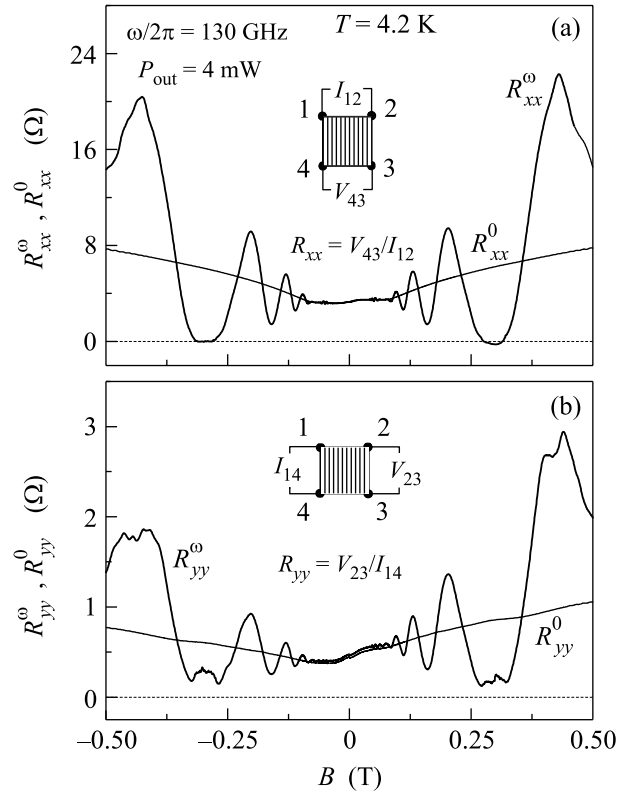 (a)
ω/2π = 130 GHz
T = 4.2 K
P_out = 4 mW
I_12
1 2
4 3
V_43
R_xx = V_43/I_12
R^ω_xx
R^0_xx
R^ω_xx , R^0_xx (Ω)
24
16
8
0
(b)
1 2
I_14 V_23
4 3
R_yy = V_23/I_14
R^ω_yy
R^0_yy
R^ω_yy , R^0_yy (Ω)
3
2
1
0
–0.50 –0.25 0 0.25 0.50
B (T)